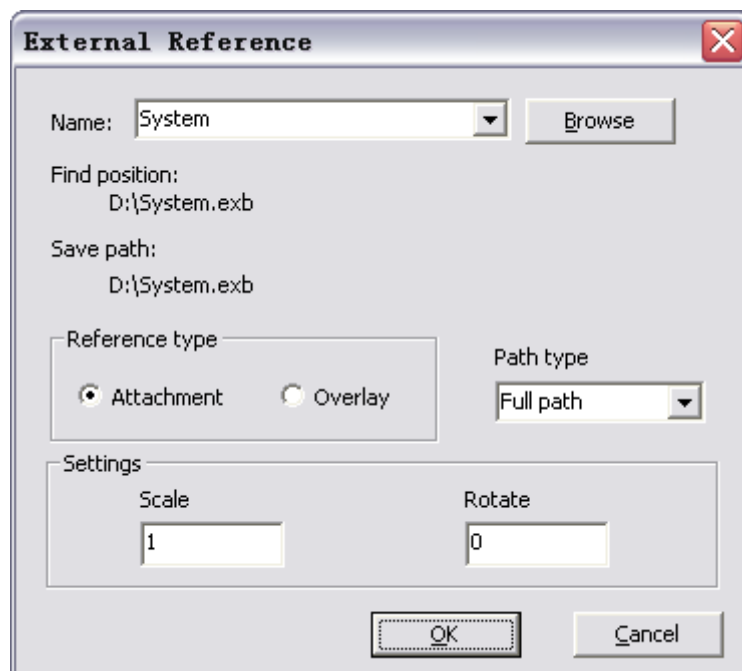 External Reference
Name: System Browse
Find position:
D:\System.exb
Save path:
D:\System.exb
Reference type
Attachment Overlay
Path type
Full path
Settings
Scale Rotate
1 0
OK Cancel